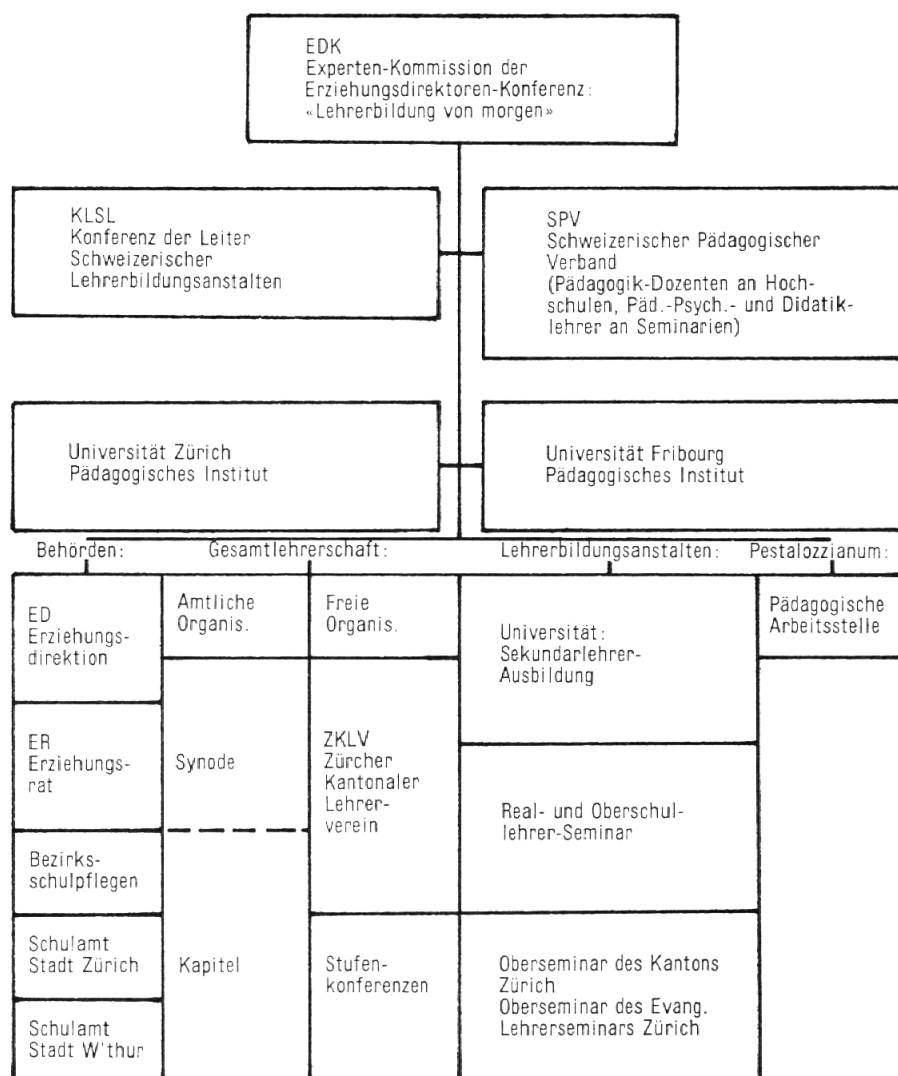 EDK
Experten-Kommission der
Erziehungsdirektoren-Konferenz:
«Lehrerbildung von morgen»
KLSL
Konferenz der Leiter
Schweizerischer
Lehrerbildungsanstalten
SPV
Schweizerischer Pädagogischer
Verband
(Pädagogik-Dozenten an Hoch-
schulen, Päd.-Psych.- und Didatik-
lehrer an Seminarien)
Universität Zürich
Pädagogisches Institut
Universität Fribourg
Pädagogisches Institut
Behörden:
Gesamtlehrerschaft:
Lehrerbildungsanstalten:
Pestalozzianum:
ED
Erziehungs-
direktion
ER
Erziehungs-
rat
Bezirks-
schulpflegen
Schulamt
Stadt Zürich
Schulamt
Stadt W'thur
Amtliche
Organis.
Synode
Kapitel
Freie
Organis.
ZKLV
Zürcher
Kantonaler
Lehrer-
verein
Stufen-
konferenzen
Universität:
Sekundarlehrer-
Ausbildung
Real- und Oberschul-
lehrer-Seminar
Oberseminar des Kantons
Zürich
Oberseminar des Evang.
Lehrerseminars Zürich
Pädagogische
Arbeitsstelle